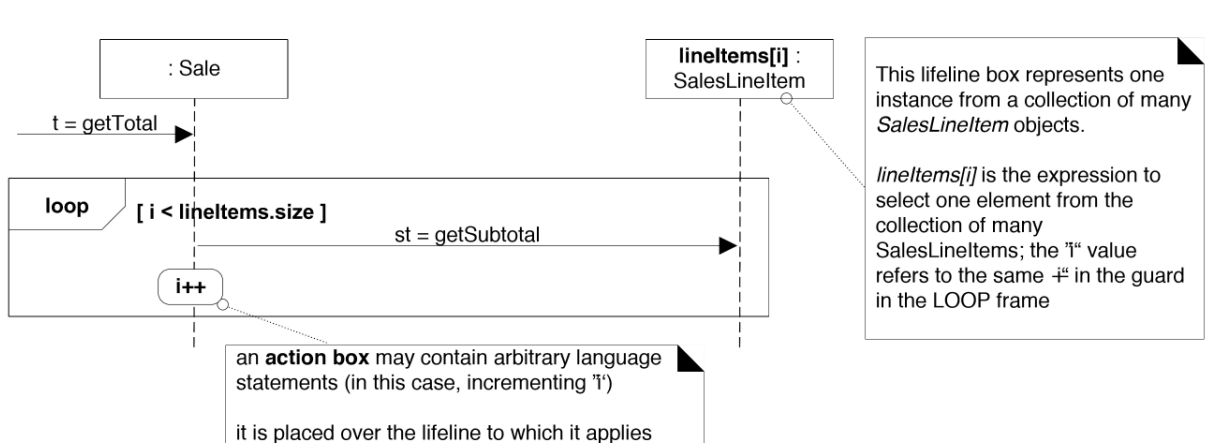 : Sale
lineItems[i] :
SalesLineItem
t = getTotal
This lifeline box represents one
instance from a collection of many
SalesLineItem objects.
lineItems[i] is the expression to
select one element from the
collection of many
SalesLineItems; the "i" value
refers to the same in the guard
in the LOOP frame
loop
[ i < lineItems.size ]
st = getSubtotal
i++
an action box may contain arbitrary language
statements (in this case, incrementing 'i')
it is placed over the lifeline to which it applies